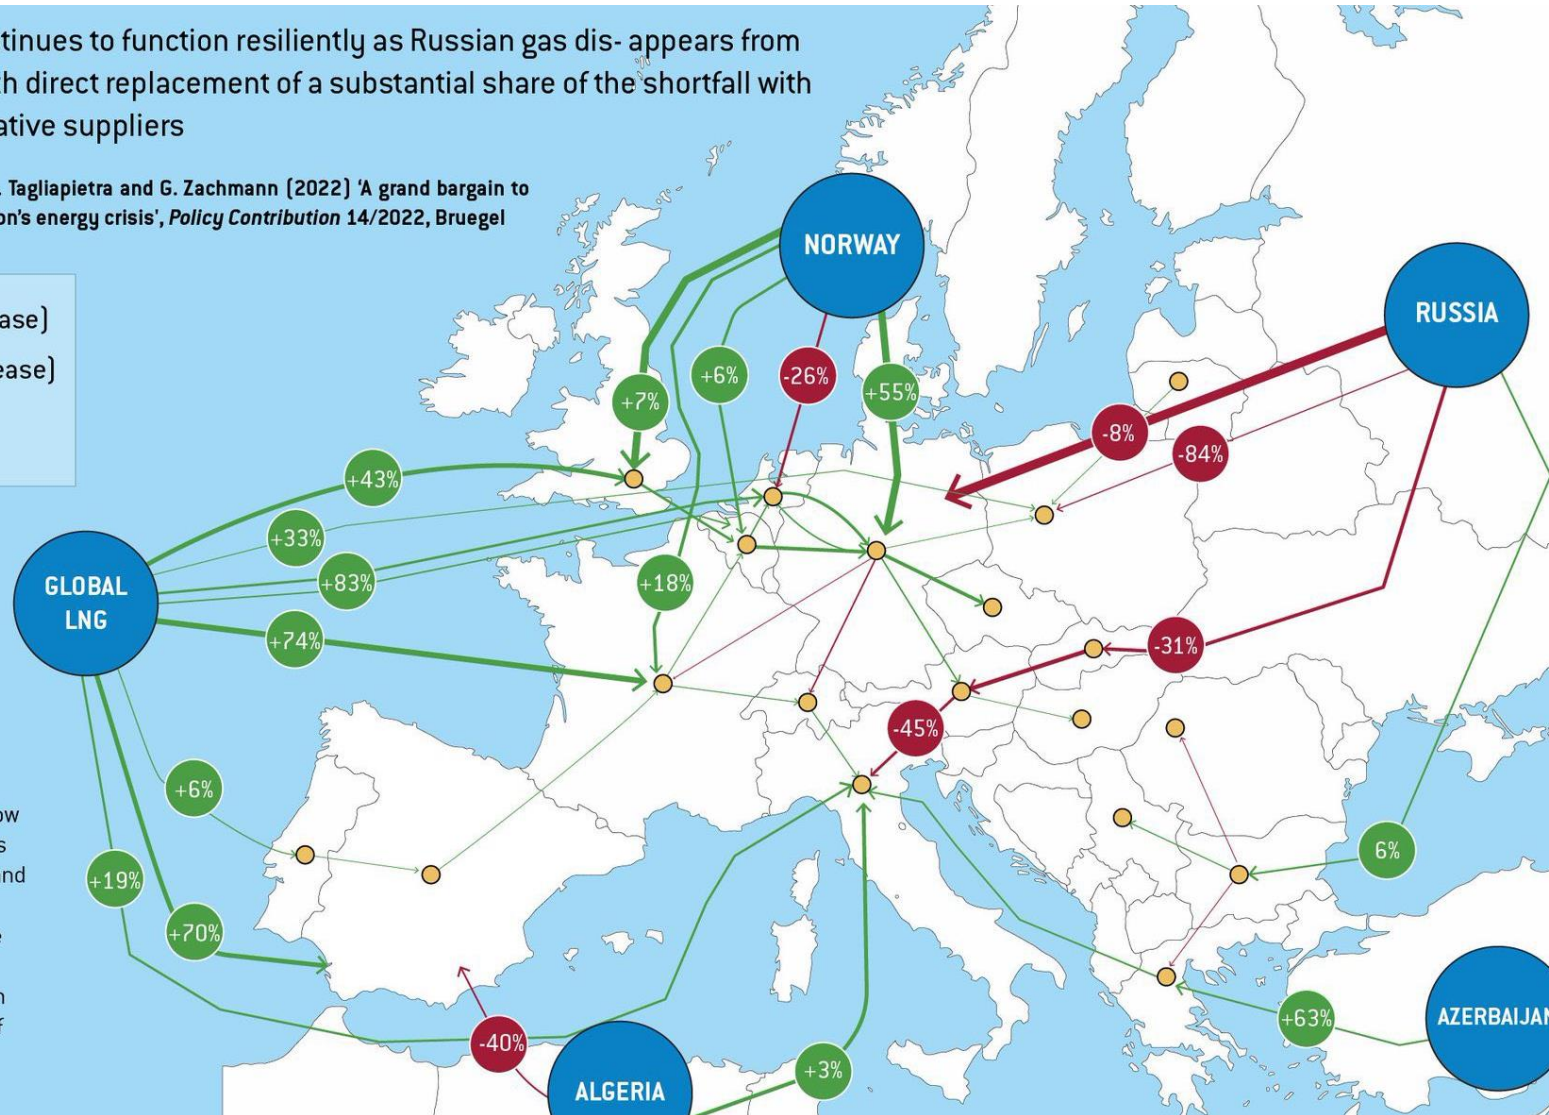 tinues to function resiliently as Russian gas dis- appears from
h direct replacement of a substantial share of the shortfall with
ative suppliers
. Tagliapietra and G. Zachmann (2022) ‘A grand bargain to
on’s energy crisis’, Policy Contribution 14/2022, Bruegel
ase)
ease)
NORWAY
RUSSIA
+6%
-26%
+55%
+7%
-8%
-84%
+43%
+33%
+83%
+18%
GLOBAL
LNG
+74%
-31%
-45%
+6%
ow
s
nd
6%
+19%
+70%
e
n
f
-40%
+63%
AZERBAIJAN
+3%
ALGERIA